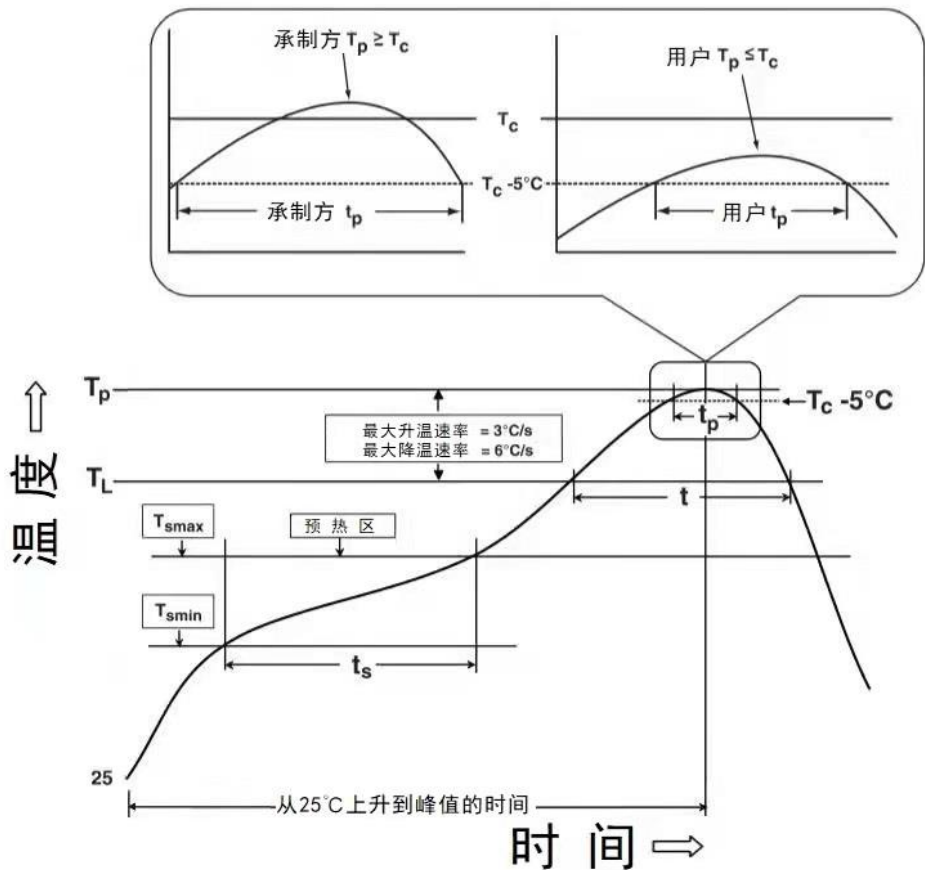 承制方 Tp ≥ Tc
用户 Tp ≤ Tc
Tc
Tc -5°C
承制方 tp
用户 tp
Tp
Tc -5°C
tp
最大升温速率 = 3°C/s
最大降温速率 = 6°C/s
TL
t
温度
Tsmax
预热区
Tsmin
ts
25
从25℃上升到峰值的时间
时间